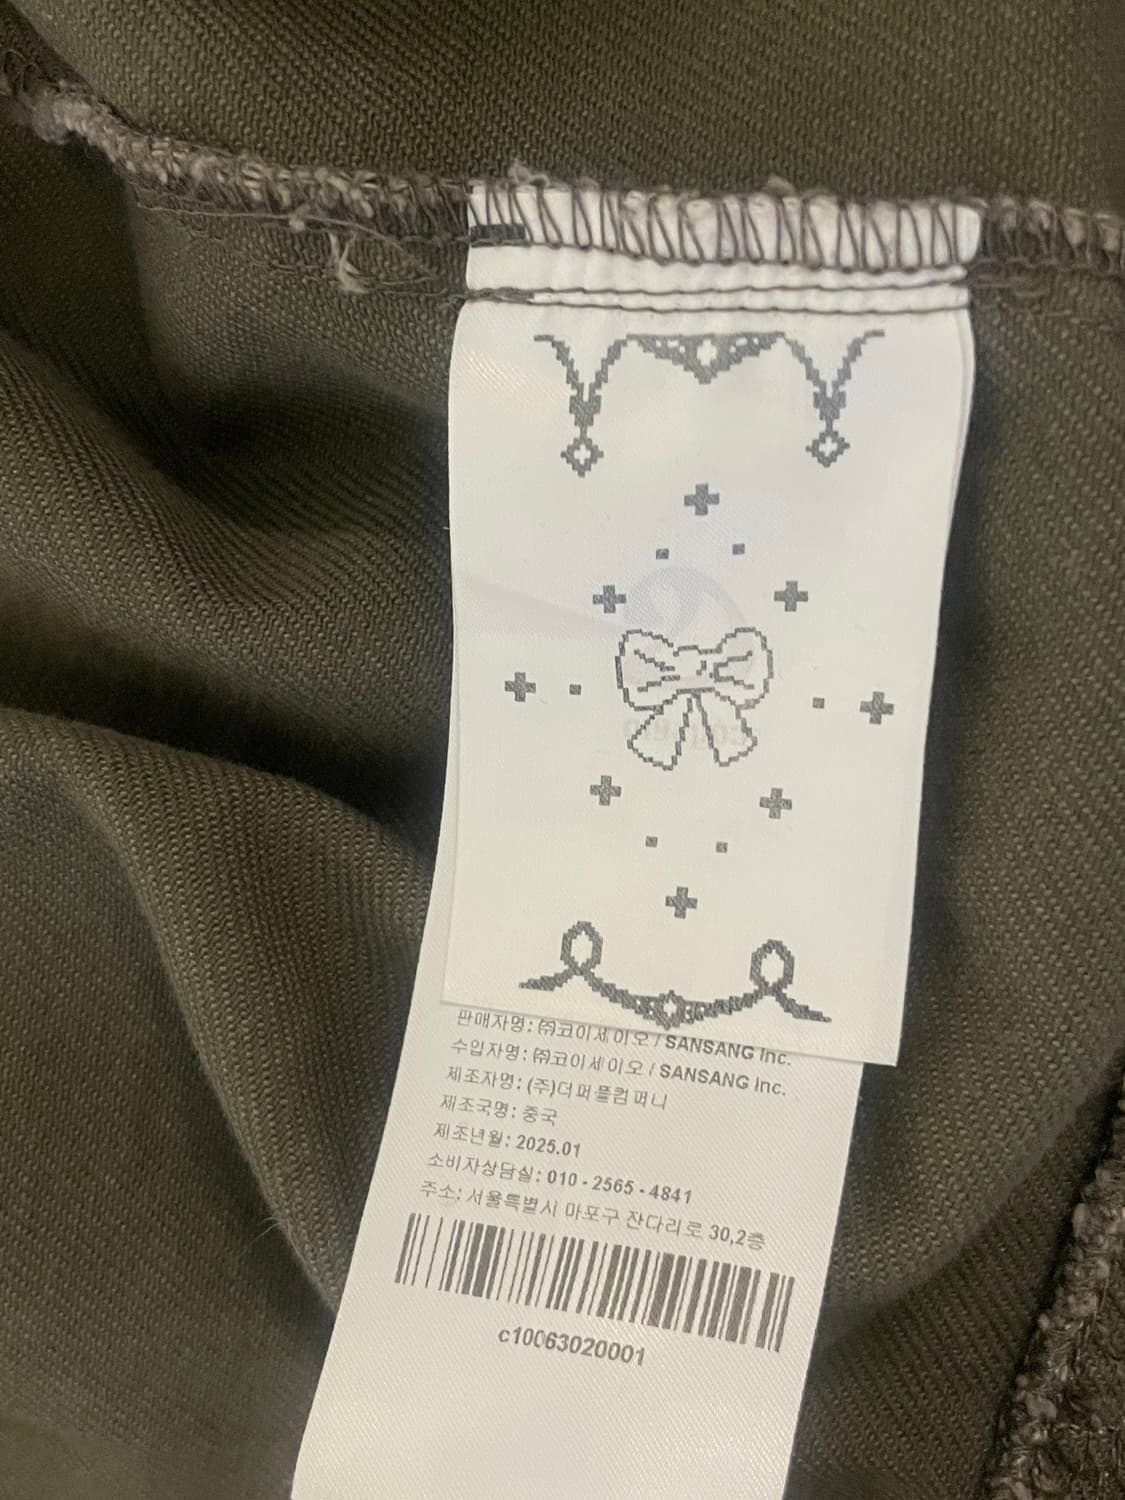 판매자명: ㈜코이세이오 / SANSANG Inc.
수입자명: ㈜코이세이오 / SANSANG Inc.
제조자명: (주)더퍼플컴퍼니
제조국명: 중국
제조년월: 2025.01
소비자상담실: 010 - 2565 - 4841
주소: 서울특별시 마포구 잔다리로 30,2층
c10063020001